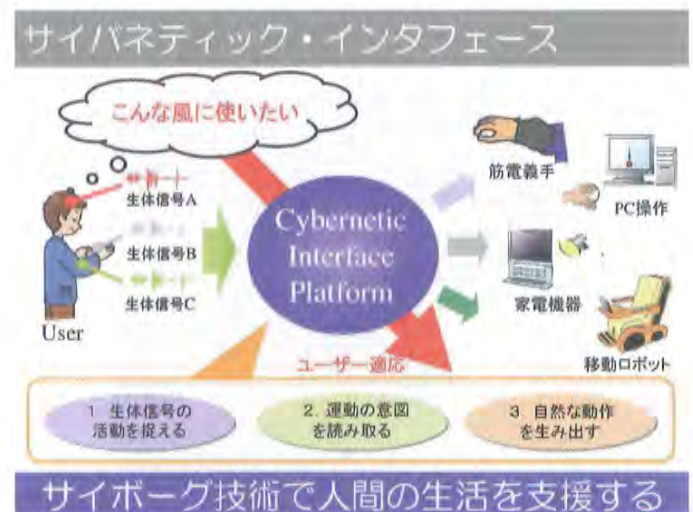 サイバネティック・インタフェース
こんな風に使いたい
生体信号A
生体信号B
生体信号C
User
Cybernetic
Interface
Platform
筋電義手
PC操作
家電機器
移動ロボット
ユーザー適応
1. 生体信号の
活動を捉える
2. 運動の意図
を読み取る
3. 自然な動作
を生み出す
サイボーグ技術で人間の生活を支援する